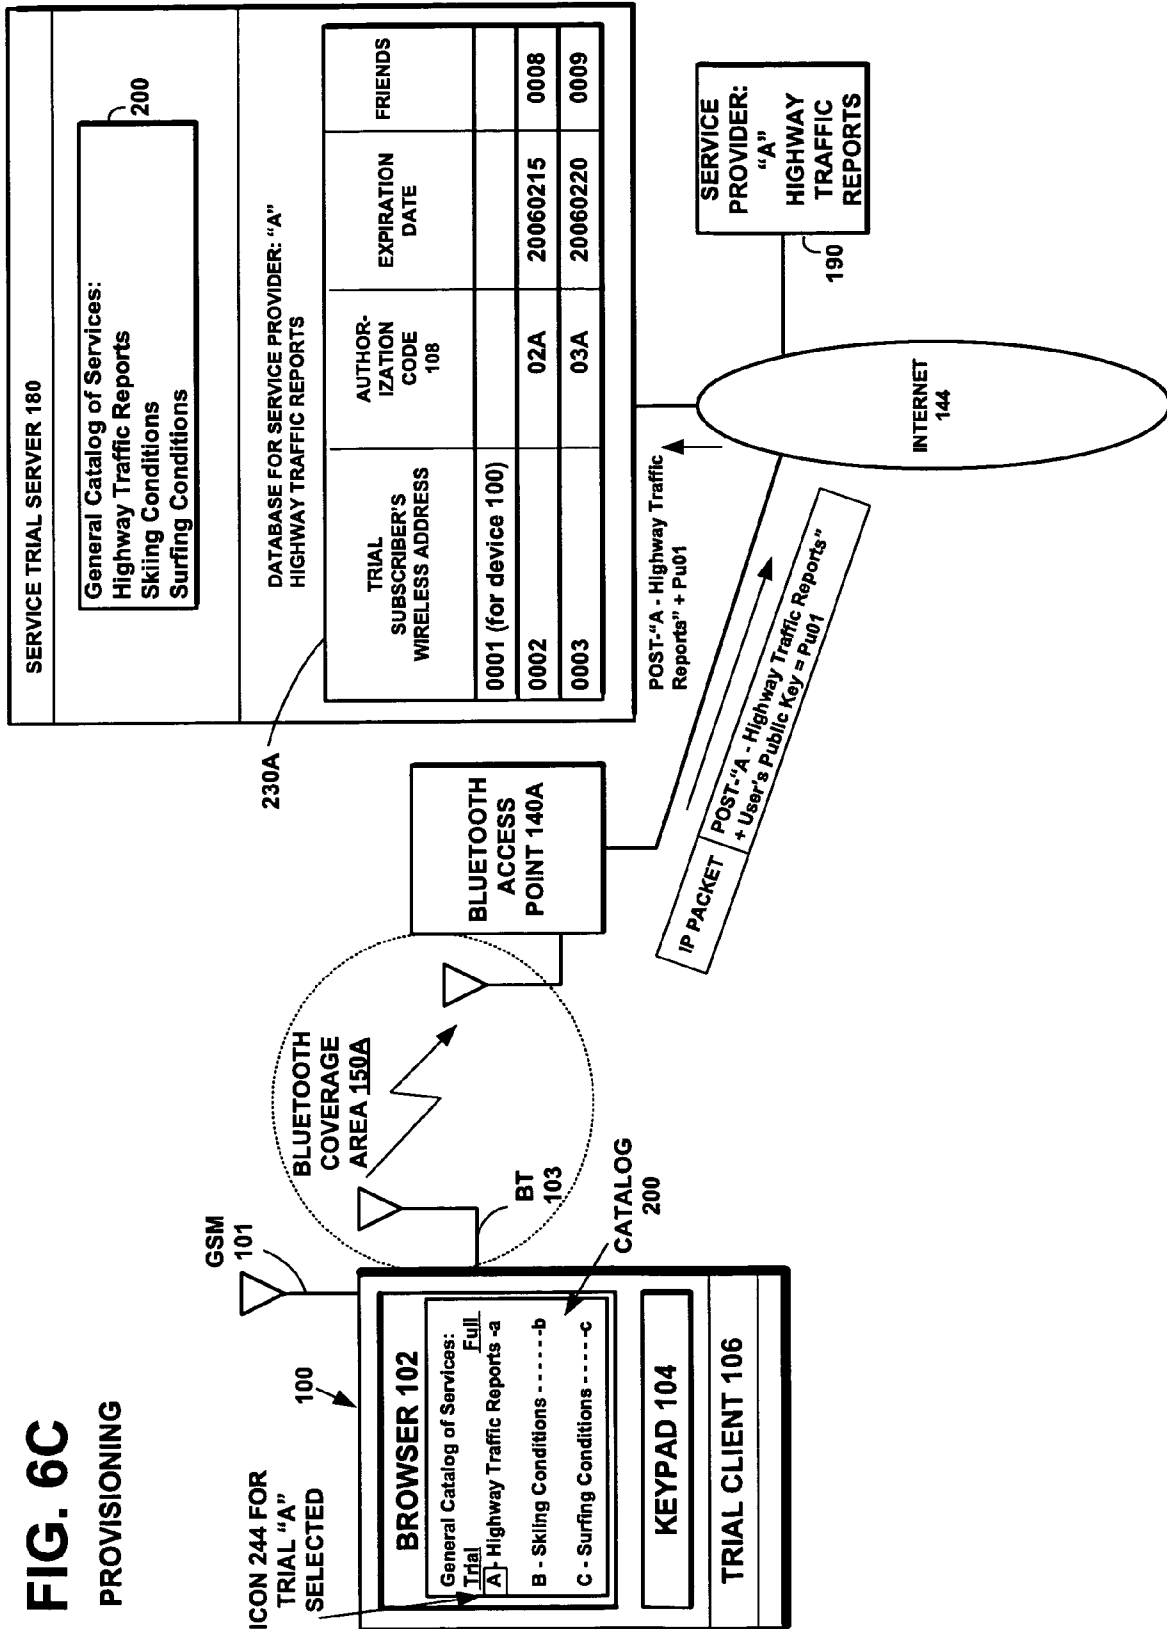 FIG. 6C
PROVISIONING
ICON 244 FOR
TRIAL "A"
SELECTED
100
GSM
101
BROWSER 102
General Catalog of Services:
Trial Full
A - Highway Traffic Reports -a
B - Skiing Conditions ------b
C - Surfing Conditions -----c
KEYPAD 104
TRIAL CLIENT 106
BT
103
CATALOG
200
BLUETOOTH
COVERAGE
AREA 150A
BLUETOOTH
ACCESS
POINT 140A
IP PACKET
POST-"A - Highway Traffic Reports"
+ User's Public Key = Pu01
POST-"A - Highway Traffic
Reports" + Pu01
INTERNET
144
SERVICE TRIAL SERVER 180
General Catalog of Services:
Highway Traffic Reports
Skiing Conditions
Surfing Conditions
200
DATABASE FOR SERVICE PROVIDER: "A"
HIGHWAY TRAFFIC REPORTS
230A
TRIAL
SUBSCRIBER'S
WIRELESS ADDRESS
AUTHOR-
IZATION
CODE
108
EXPIRATION
DATE
FRIENDS
0001 (for device 100)
0002 02A 20060215 0008
0003 03A 20060220 0009
SERVICE
PROVIDER:
"A"
HIGHWAY
TRAFFIC
REPORTS
190